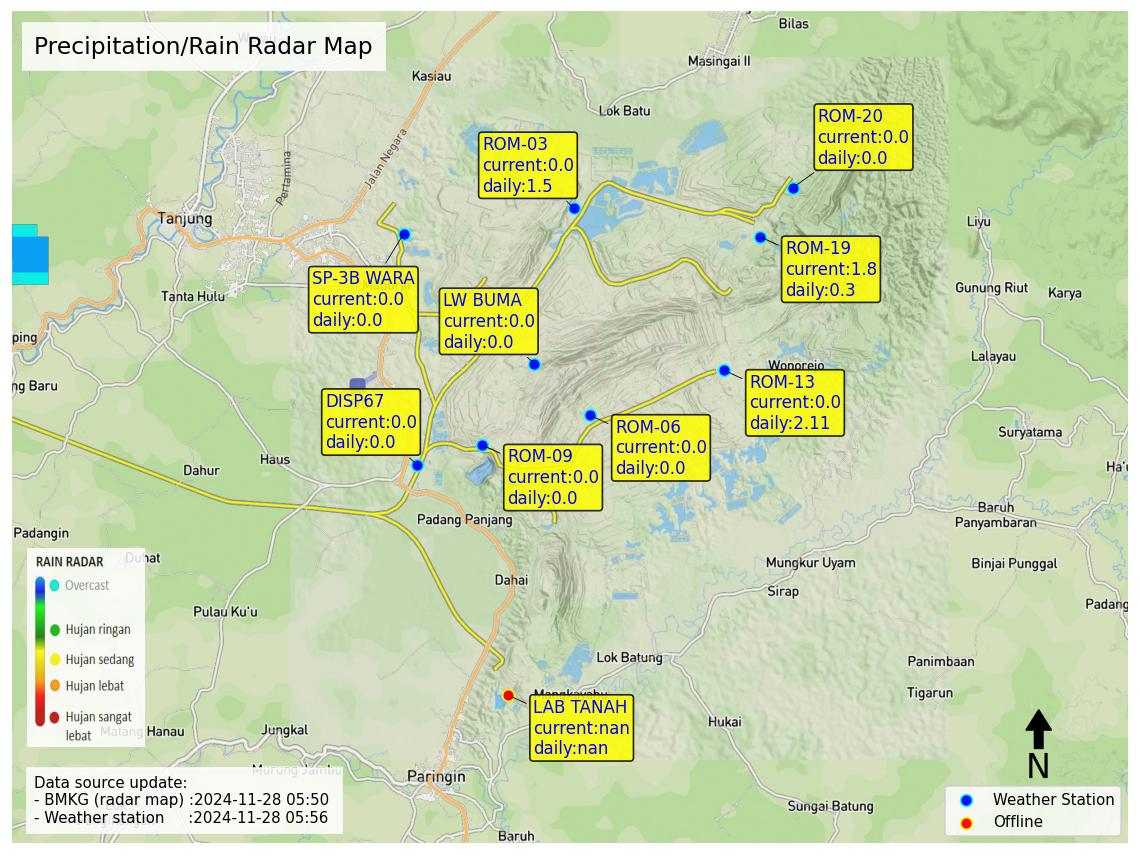 Precipitation/Rain Radar Map
Bilas
Masingai II
Kasiau
Lok Batu
Jalan Negara
Pertamina
Tanjung
Tanta Hulu
ROM-03
current:0.0
daily:1.5
ROM-20
current:0.0
daily:0.0
ROM-19
current:1.8
daily:0.3
SP-3B WARA
current:0.0
daily:0.0
LW BUMA
current:0.0
daily:0.0
Liyu
Gunung Riut
Karya
Lalayau
ping
ng Baru
Wonorejo
ROM-13
current:0.0
daily:2.11
DISP67
current:0.0
daily:0.0
ROM-06
current:0.0
daily:0.0
ROM-09
current:0.0
daily:0.0
Suryatama
Ha'u
Haus
Dahur
Padang Panjang
Baruh
Panyambaran
Padangin
Duhat
Binjai Punggal
Mungkur Uyam
Dahai
Sirap
Padang
Pulau Ku'u
RAIN RADAR
Overcast
Hujan ringan
Hujan sedang
Hujan lebat
Hujan sangat
lebat
Lok Batung
Panimbaan
Tigarun
Mangkayahu
LAB TANAH
current:nan
daily:nan
Hukai
Matang Hanau
Jungkal
Murung Jambu
Paringin
Sungai Batung
Baruh
Data source update:
- BMKG (radar map) :2024-11-28 05:50
- Weather station :2024-11-28 05:56
N
Weather Station
Offline